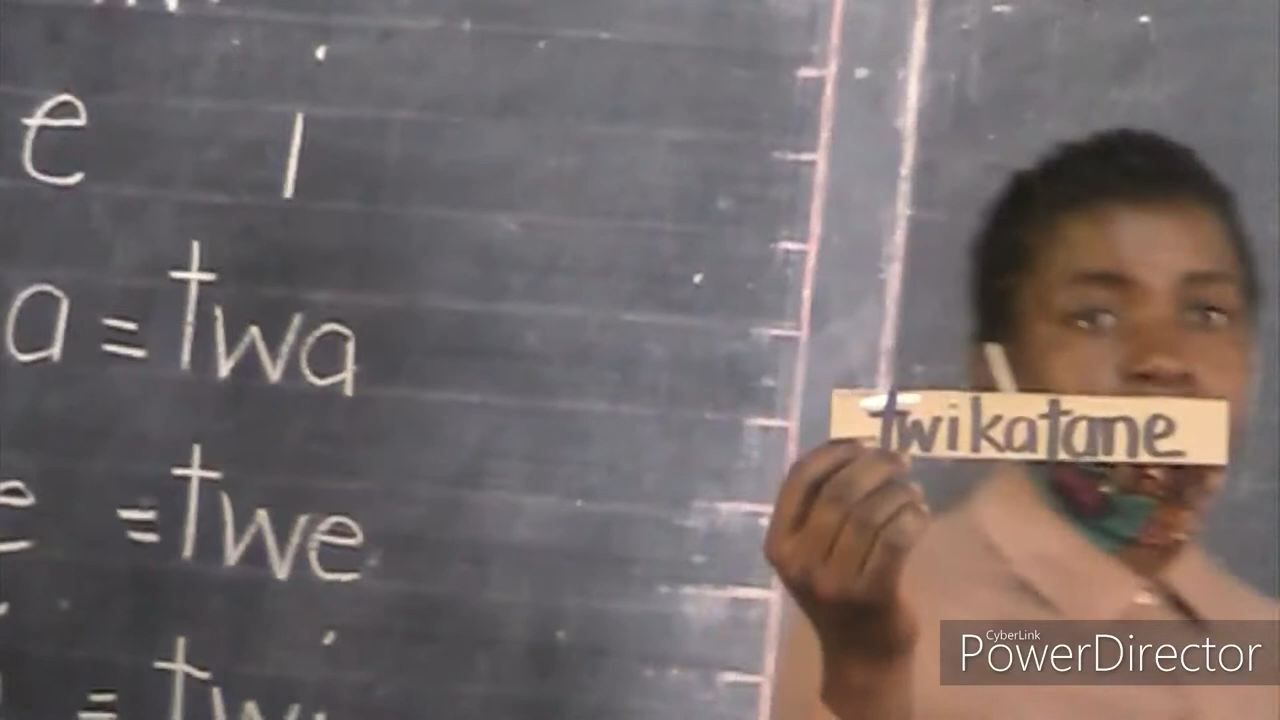 e i
a = twa
e = twe
= twi
twikatane
CyberLink
PowerDirector